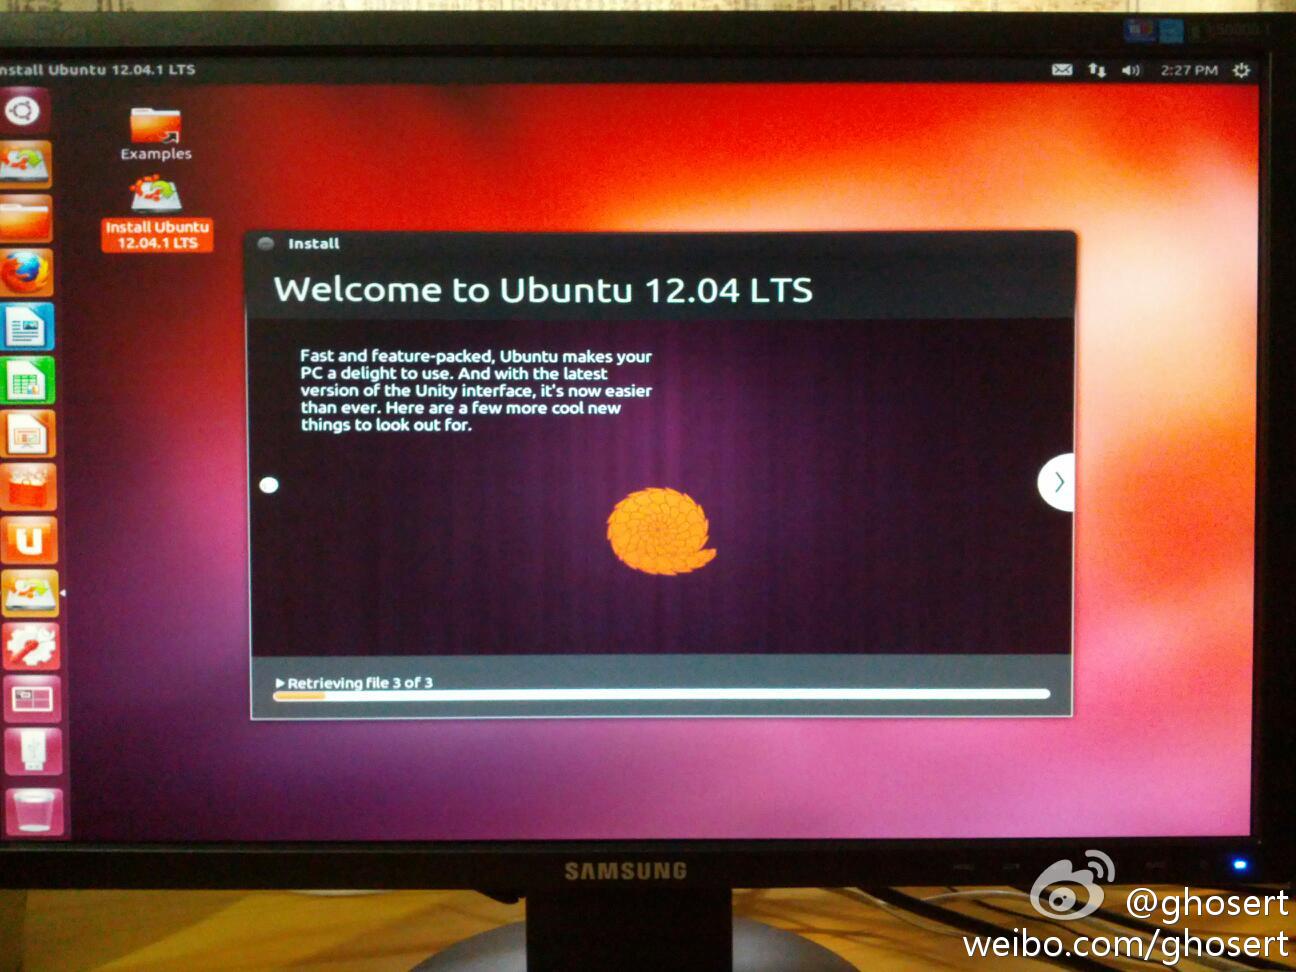 nstall Ubuntu 12.04.1 LTS
2:27 PM
Examples
Install Ubuntu
12.04.1 LTS
Install
Welcome to Ubuntu 12.04 LTS
Fast and feature-packed, Ubuntu makes your
PC a delight to use. And with the latest
version of the Unity interface, it's now easier
than ever. Here are a few more cool new
things to look out for.
Retrieving file 3 of 3
SAMSUNG
@ghosert
weibo.com/ghosert